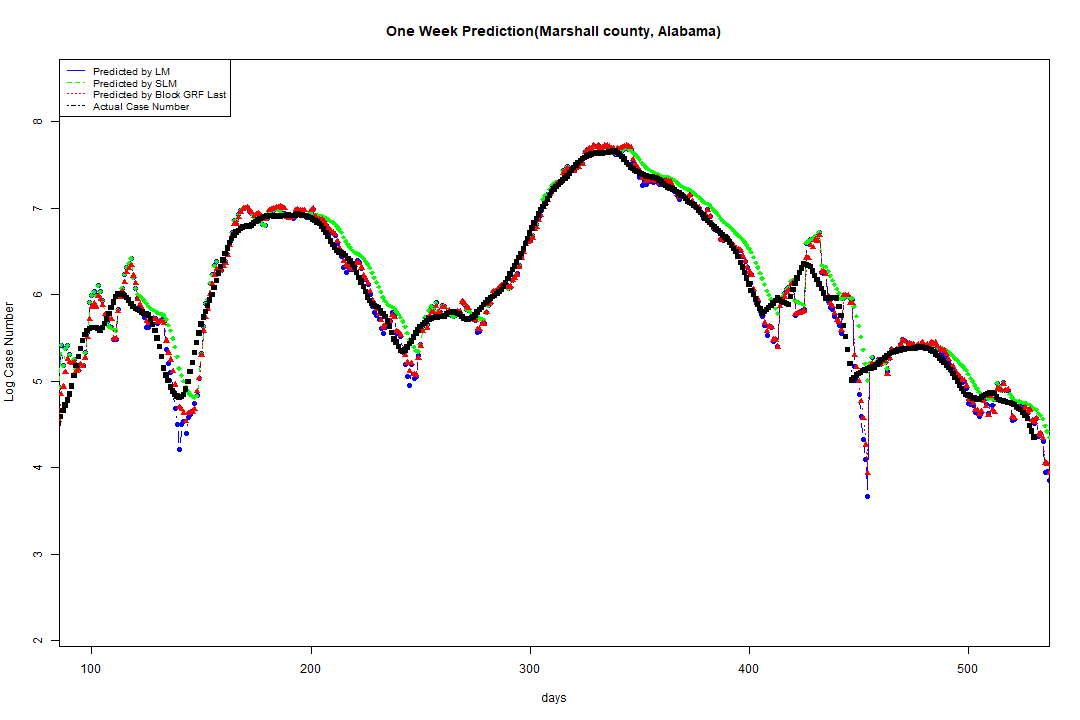 One Week Prediction(Marshall county, Alabama)
Predicted by LM
Predicted by SLM
Predicted by Block GRF Last
Actual Case Number
Log Case Number
8
7
6
5
4
3
2
100 200 300 400 500
days